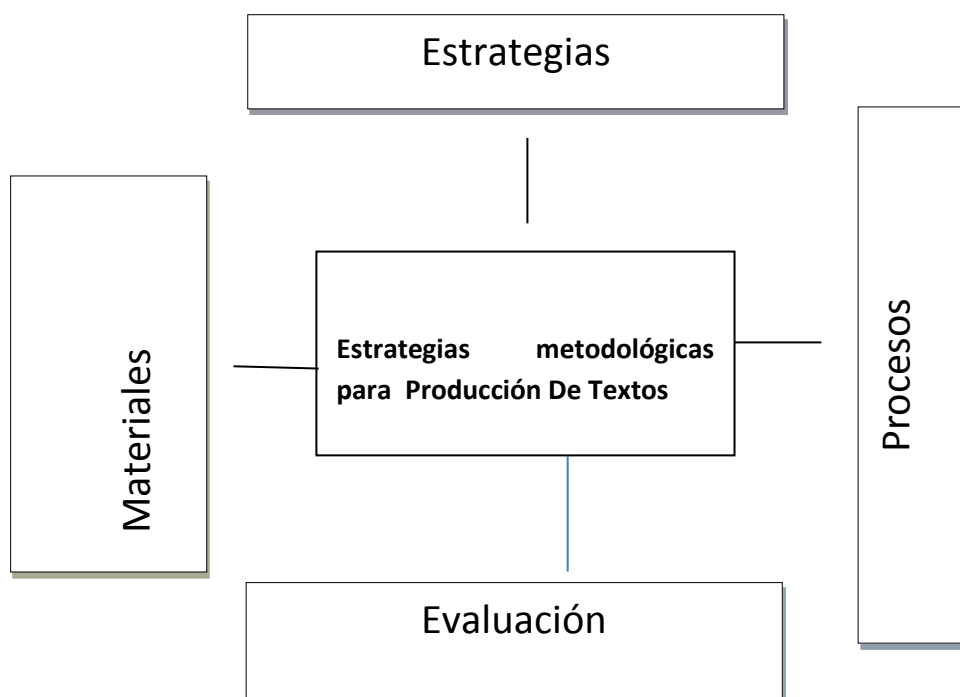 Estrategias
Materiales
Estrategias metodológicas
para Producción De Textos
Procesos
Evaluación